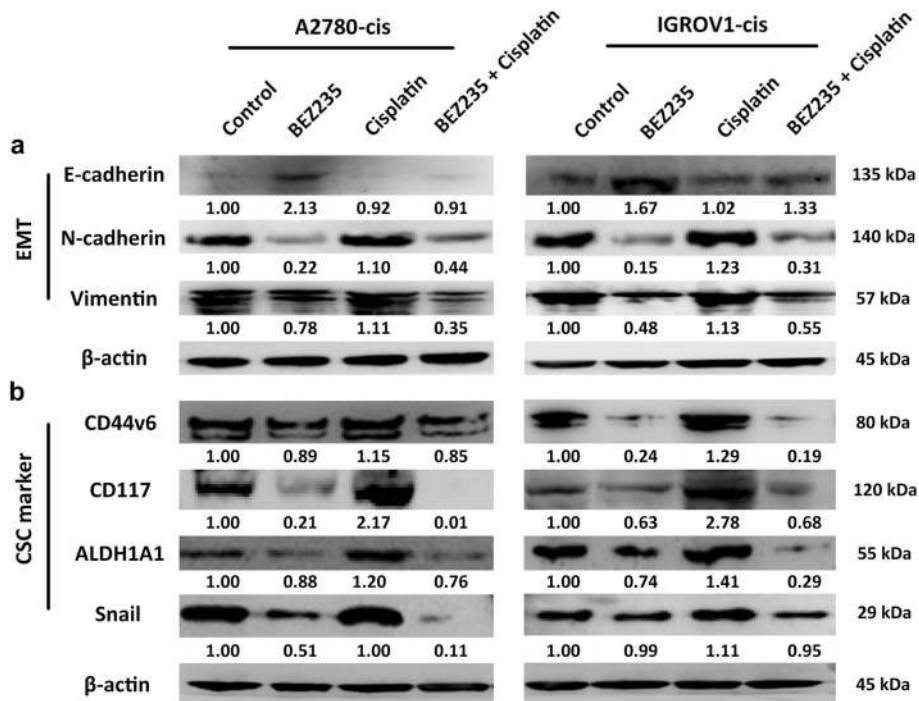 A2780-cis IGROV1-cis
Control BEZ235 Cisplatin BEZ235 + Cisplatin Control BEZ235 Cisplatin BEZ235 + Cisplatin
a
EMT
E-cadherin 135 kDa
1.00 2.13 0.92 0.91 1.00 1.67 1.02 1.33
N-cadherin 140 kDa
1.00 0.22 1.10 0.44 1.00 0.15 1.23 0.31
Vimentin 57 kDa
1.00 0.78 1.11 0.35 1.00 0.48 1.13 0.55
β-actin 45 kDa
b
CSC marker
CD44v6 80 kDa
1.00 0.89 1.15 0.85 1.00 0.24 1.29 0.19
CD117 120 kDa
1.00 0.21 2.17 0.01 1.00 0.63 2.78 0.68
ALDH1A1 55 kDa
1.00 0.88 1.20 0.76 1.00 0.74 1.41 0.29
Snail 29 kDa
1.00 0.51 1.00 0.11 1.00 0.99 1.11 0.95
β-actin 45 kDa